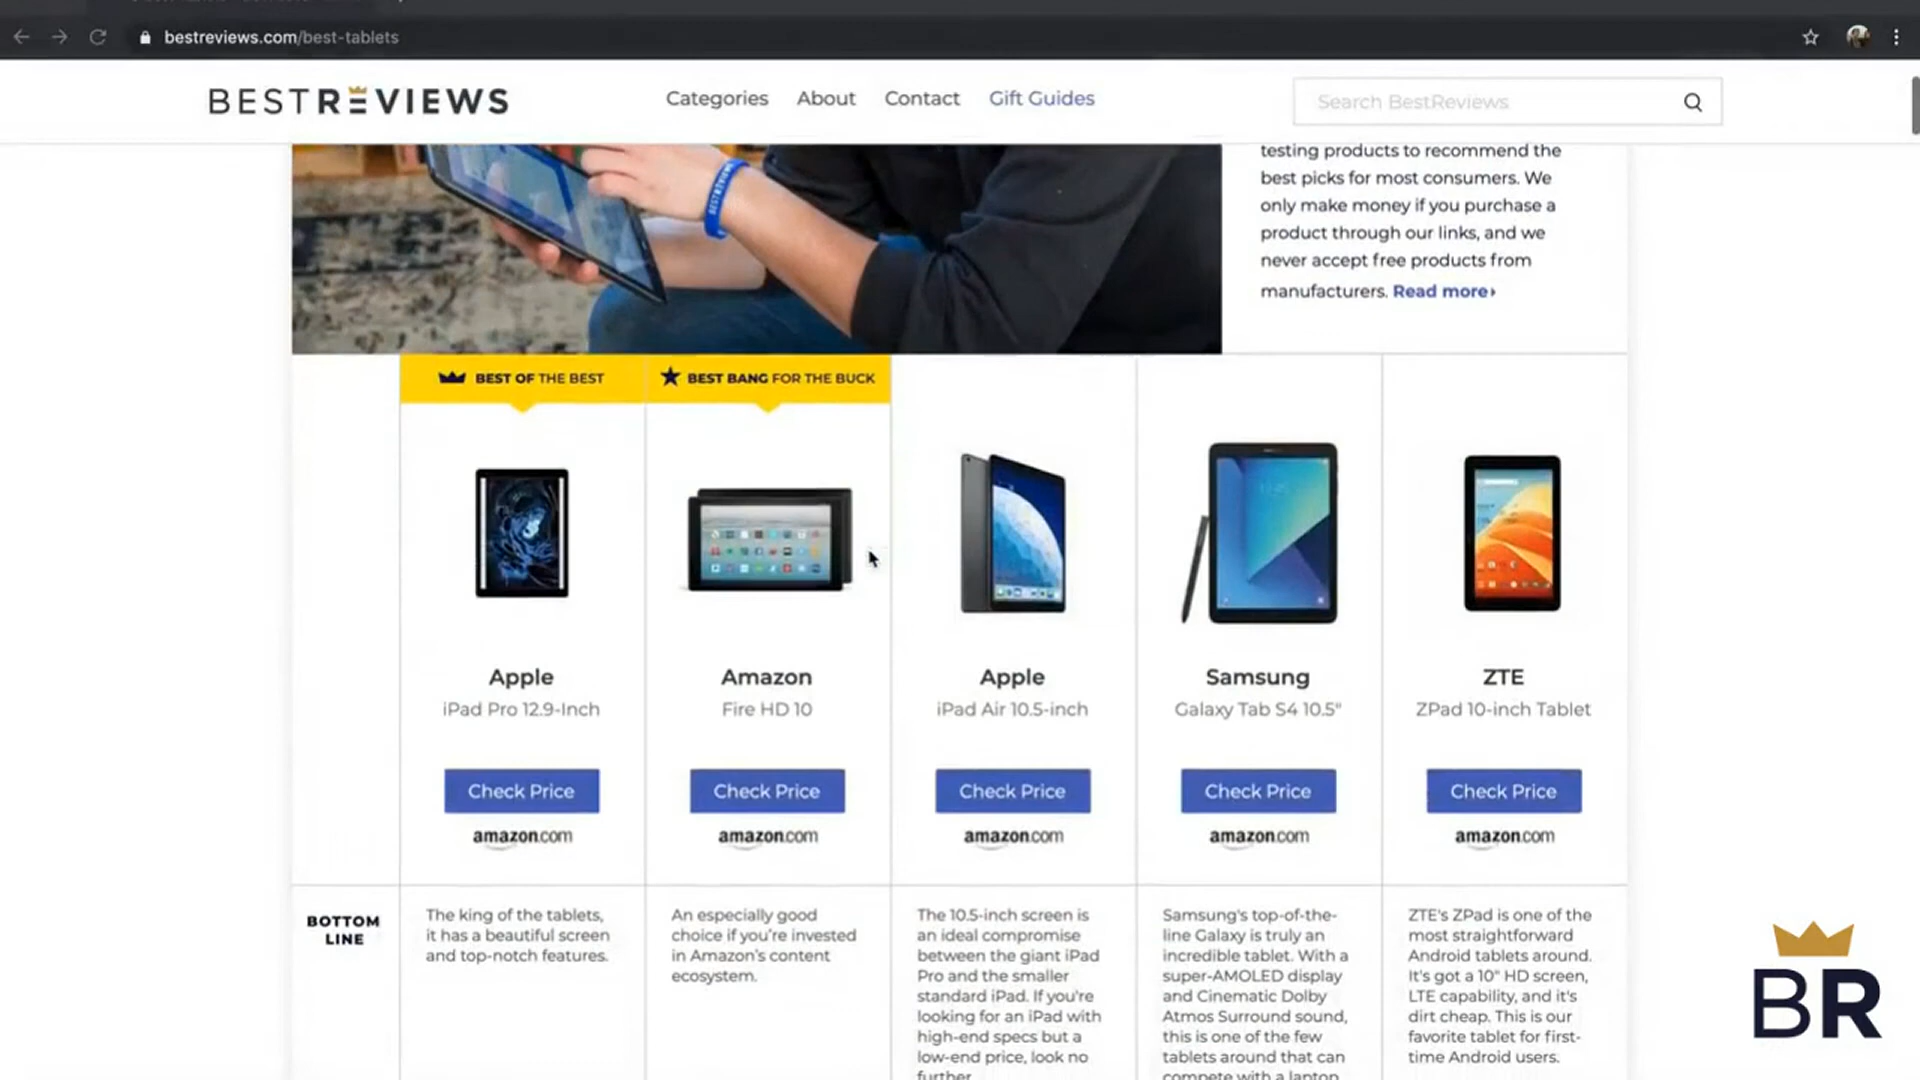 bestreviews.com/best-tablets
BESTREVIEWS
Categories About Contact Gift Guides
Search BestReviews
testing products to recommend the
best picks for most consumers. We
only make money if you purchase a
product through our links, and we
never accept free products from
manufacturers. Read more
BESTREVIEWS
BEST OF THE BEST
BEST BANG FOR THE BUCK
Apple
iPad Pro 12.9-Inch
Check Price
amazon.com
Amazon
Fire HD 10
Check Price
amazon.com
Apple
iPad Air 10.5-inch
Check Price
amazon.com
Samsung
Galaxy Tab S4 10.5"
Check Price
amazon.com
ZTE
ZPad 10-inch Tablet
Check Price
amazon.com
BOTTOM
LINE
The king of the tablets,
it has a beautiful screen
and top-notch features.
An especially good
choice if you're invested
in Amazon's content
ecosystem.
The 10.5-inch screen is
an ideal compromise
between the giant iPad
Pro and the smaller
standard iPad. If you're
looking for an iPad with
high-end specs but a
low-end price, look no
further.
Samsung's top-of-the-
line Galaxy is truly an
incredible tablet. With a
super-AMOLED display
and Cinematic Dolby
Atmos Surround sound,
this is one of the few
tablets around that can
compete with a laptop
ZTE's ZPad is one of the
most straightforward
Android tablets around.
It's got a 10" HD screen,
LTE capability, and it's
dirt cheap. This is our
favorite tablet for first-
time Android users.
BR